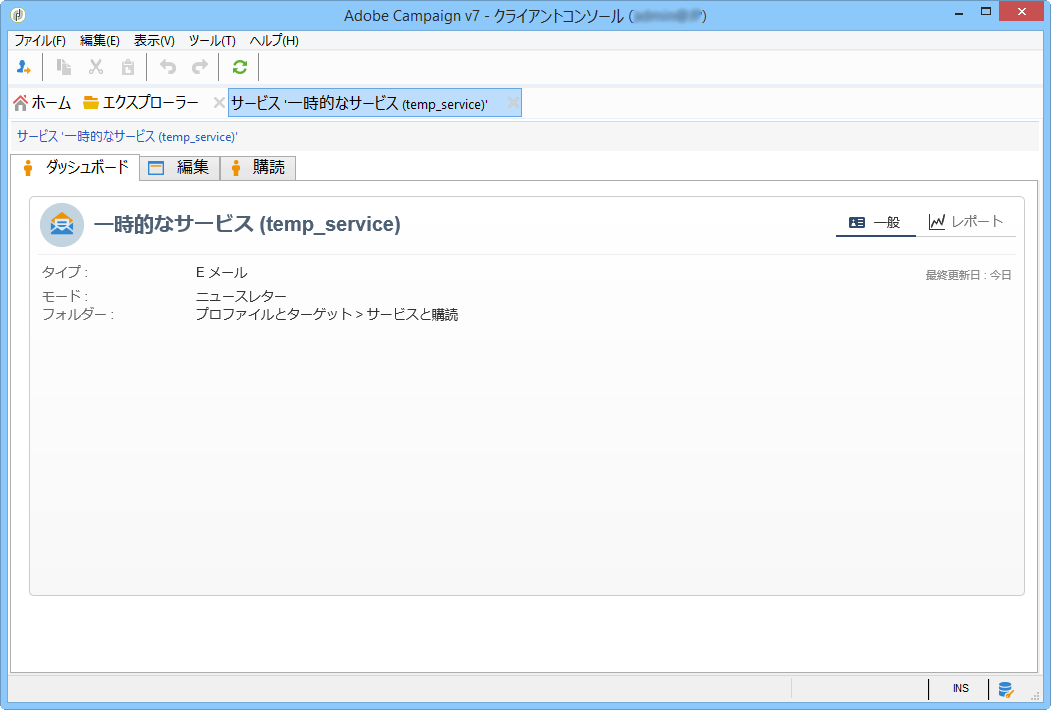 Adobe Campaign v7 - クライアントコンソール ( )
ファイル(F) 編集(E) 表示(V) ツール(T) ヘルプ(H)
ホーム エクスプローラー サービス '一時的なサービス (temp_service)'
サービス '一時的なサービス (temp_service)'
ダッシュボード 編集 購読
一時的なサービス (temp_service) 一般 レポート
タイプ : E メール 最終更新日 : 今日
モード : ニュースレター
フォルダー : プロファイルとターゲット > サービスと購読
INS